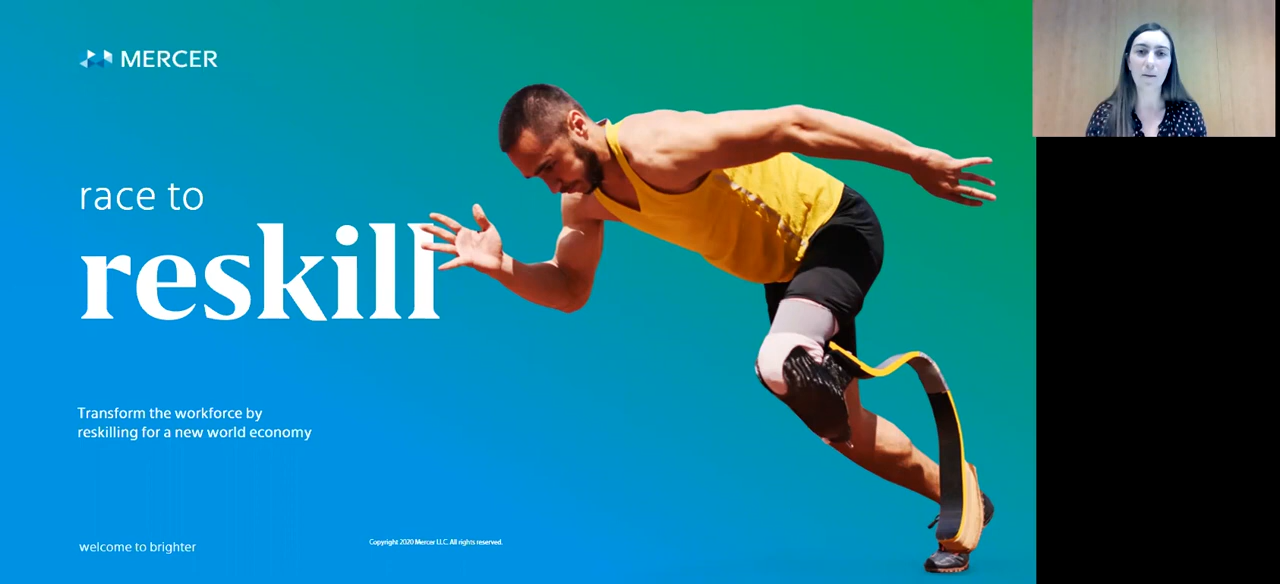 MERCER
race to
reskill
Transform the workforce by
reskilling for a new world economy
welcome to brighter
Copyright 2020 Mercer LLC. All rights reserved.